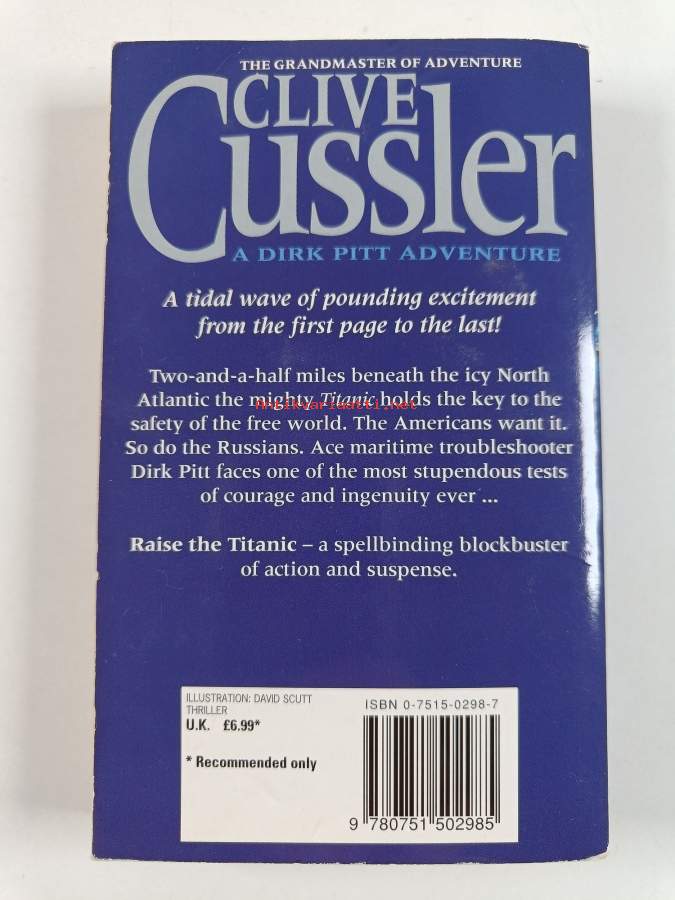 THE GRANDMASTER OF ADVENTURE
CLIVE
Cussler
A DIRK PITT ADVENTURE
A tidal wave of pounding excitement
from the first page to the last!
Two-and-a-half miles beneath the icy North
Atlantic the mighty Titanic holds the key to the
safety of the free world. The Americans want it.
So do the Russians. Ace maritime troubleshooter
Dirk Pitt faces one of the most stupendous tests
of courage and ingenuity ever ...
Antikvariaatti.net
Raise the Titanic – a spellbinding blockbuster
of action and suspense.
ILLUSTRATION: DAVID SCUTT
THRILLER
U.K. £6.99*
* Recommended only
ISBN 0-7515-0298-7
9 780751 502985